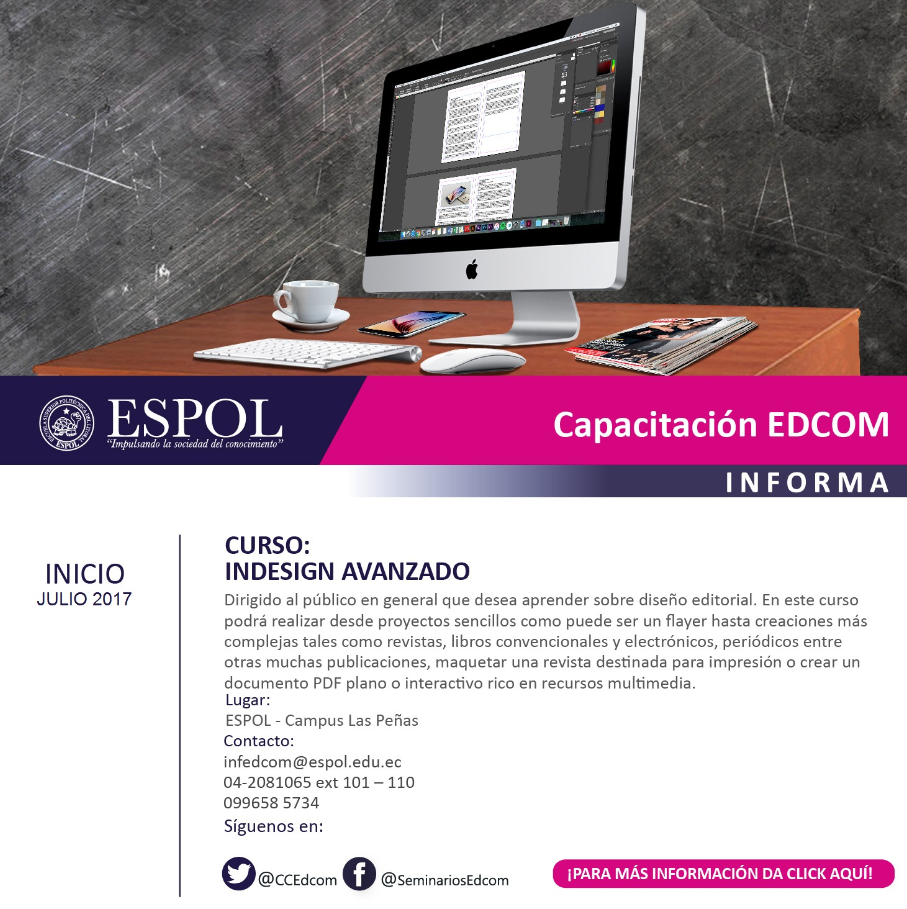 ESPOL
"Impulsando la sociedad del conocimiento"
Capacitación EDCOM
INFORMA
INICIO
JULIO 2017
CURSO:
INDESIGN AVANZADO
Dirigido al público en general que desea aprender sobre diseño editorial. En este curso
podrá realizar desde proyectos sencillos como puede ser un flayer hasta creaciones más
complejas tales como revistas, libros convencionales y electrónicos, periódicos entre
otras muchas publicaciones, maquetar una revista destinada para impresión o crear un
documento PDF plano o interactivo rico en recursos multimedia.
Lugar:
ESPOL - Campus Las Peñas
Contacto:
infedcom@espol.edu.ec
04-2081065 ext 101 – 110
099658 5734
Síguenos en:
@CCEdcom @SeminariosEdcom
¡PARA MÁS INFORMACIÓN DA CLICK AQUÍ!